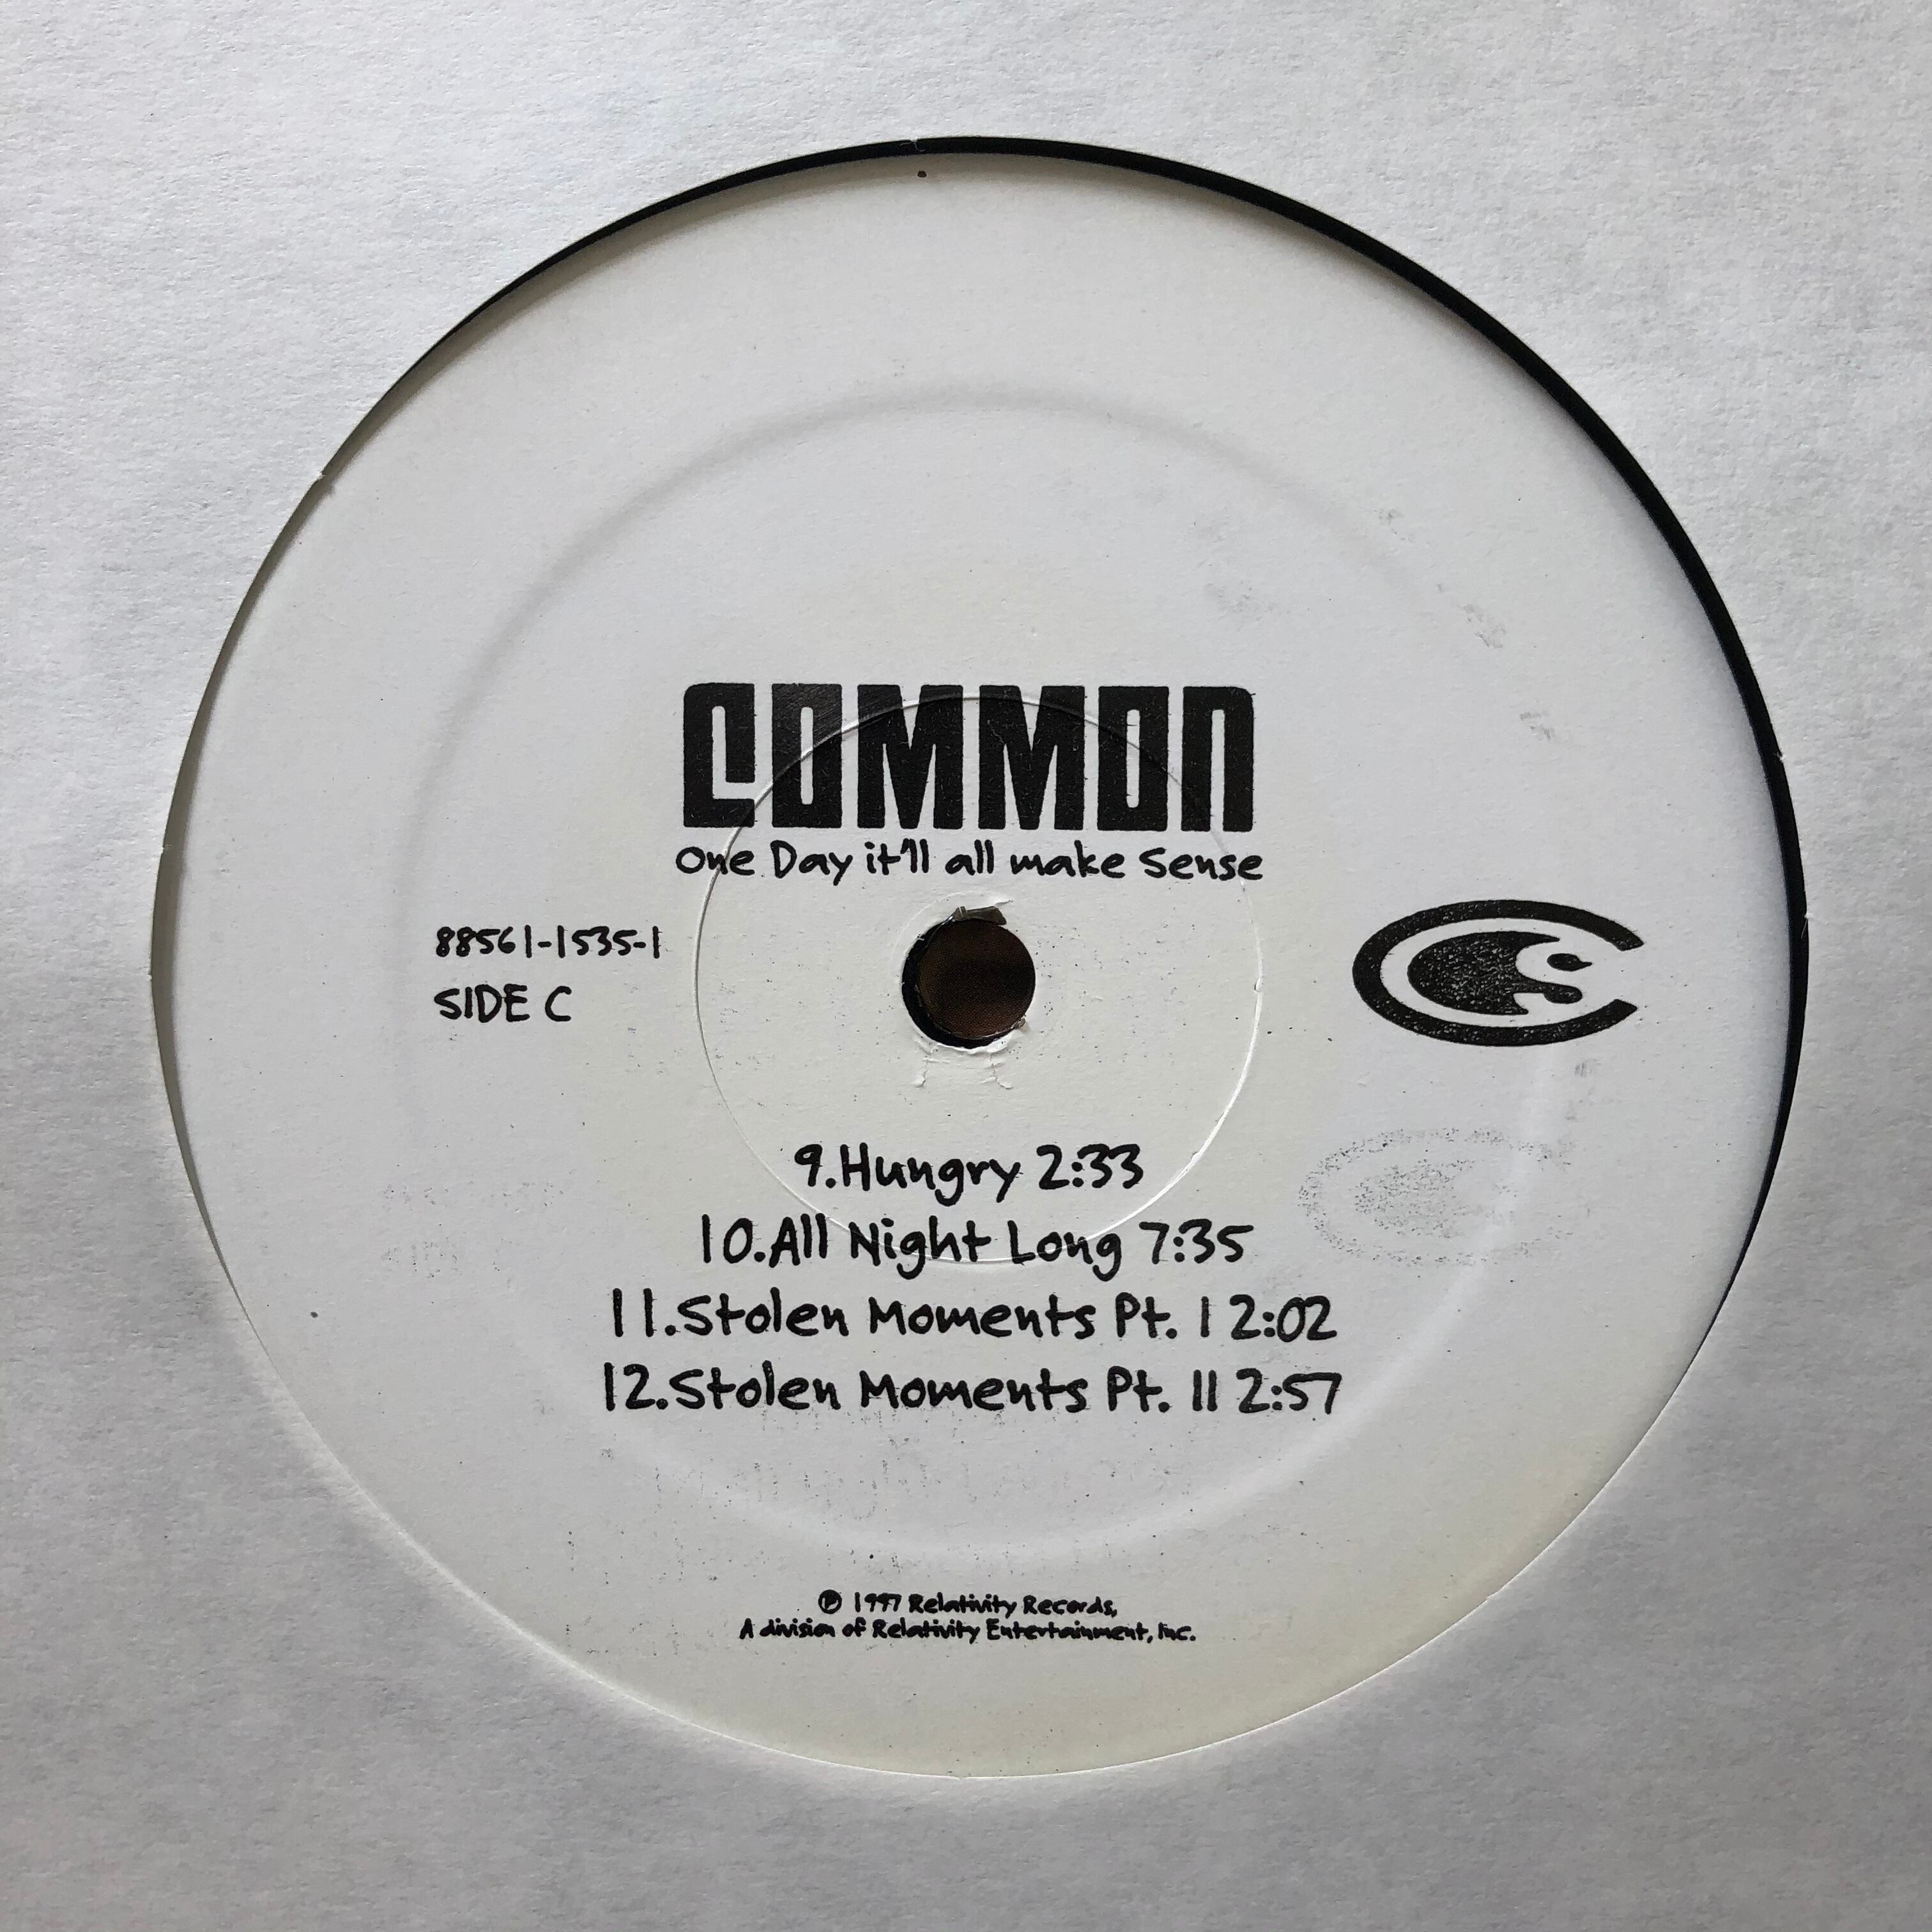 COMMON
One Day it'll all make Sense
88561-1535-1
SIDE C
9.Hungry 2:33
10.All Night Long 7:35
11.Stolen Moments Pt. I 2:02
12.Stolen Moments Pt. II 2:57
℗ 1997 Relativity Records,
A division of Relativity Entertainment, Inc.